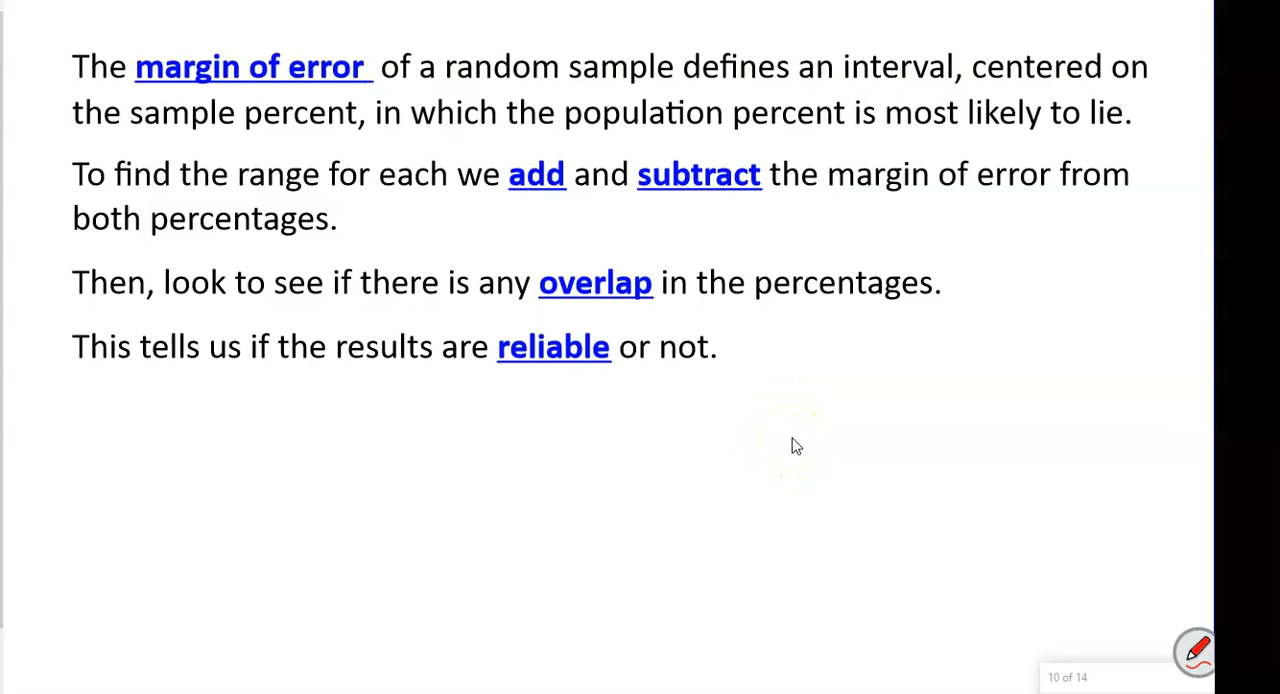 The margin of error of a random sample defines an interval, centered on
the sample percent, in which the population percent is most likely to lie.
To find the range for each we add and subtract the margin of error from
both percentages.
Then, look to see if there is any overlap in the percentages.
This tells us if the results are reliable or not.
10 of 14